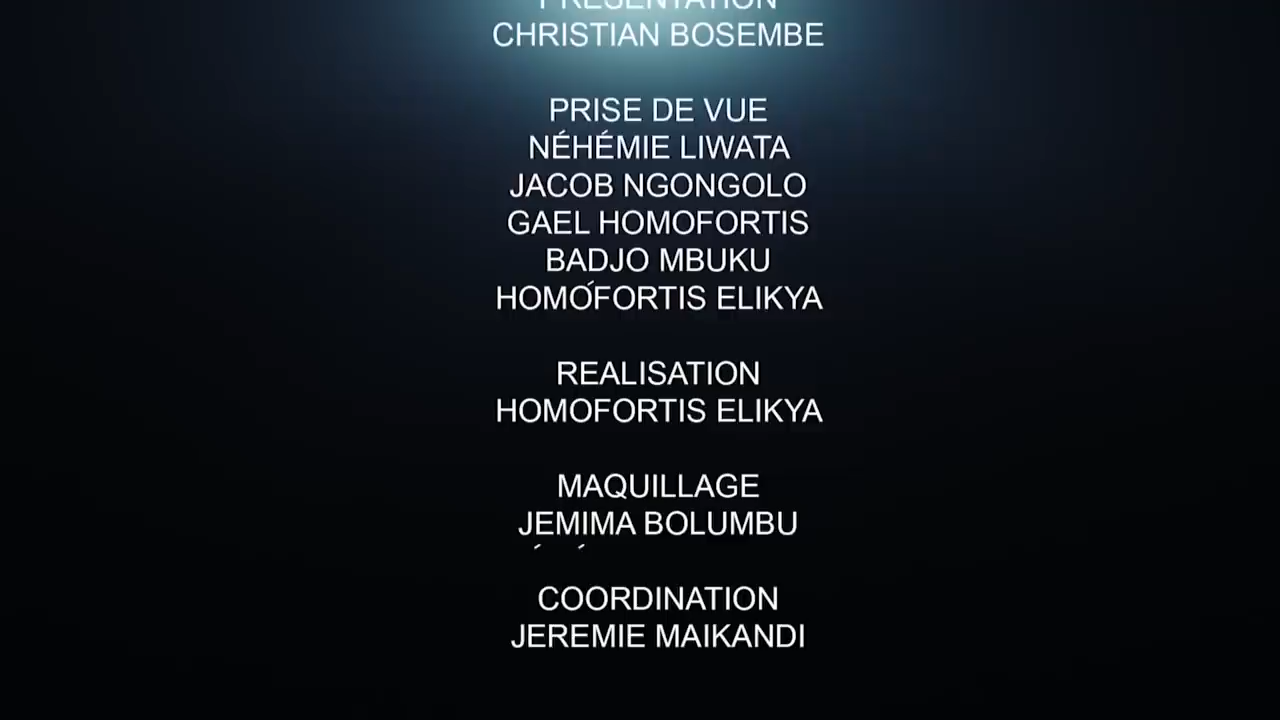 PRESENTATION
CHRISTIAN BOSEMBE
PRISE DE VUE
NÉHÉMIE LIWATA
JACOB NGONGOLO
GAEL HOMOFORTIS
BADJO MBUKU
HOMOFORTIS ELIKYA
REALISATION
HOMOFORTIS ELIKYA
MAQUILLAGE
JEMIMA BOLUMBU
COORDINATION
JEREMIE MAIKANDI